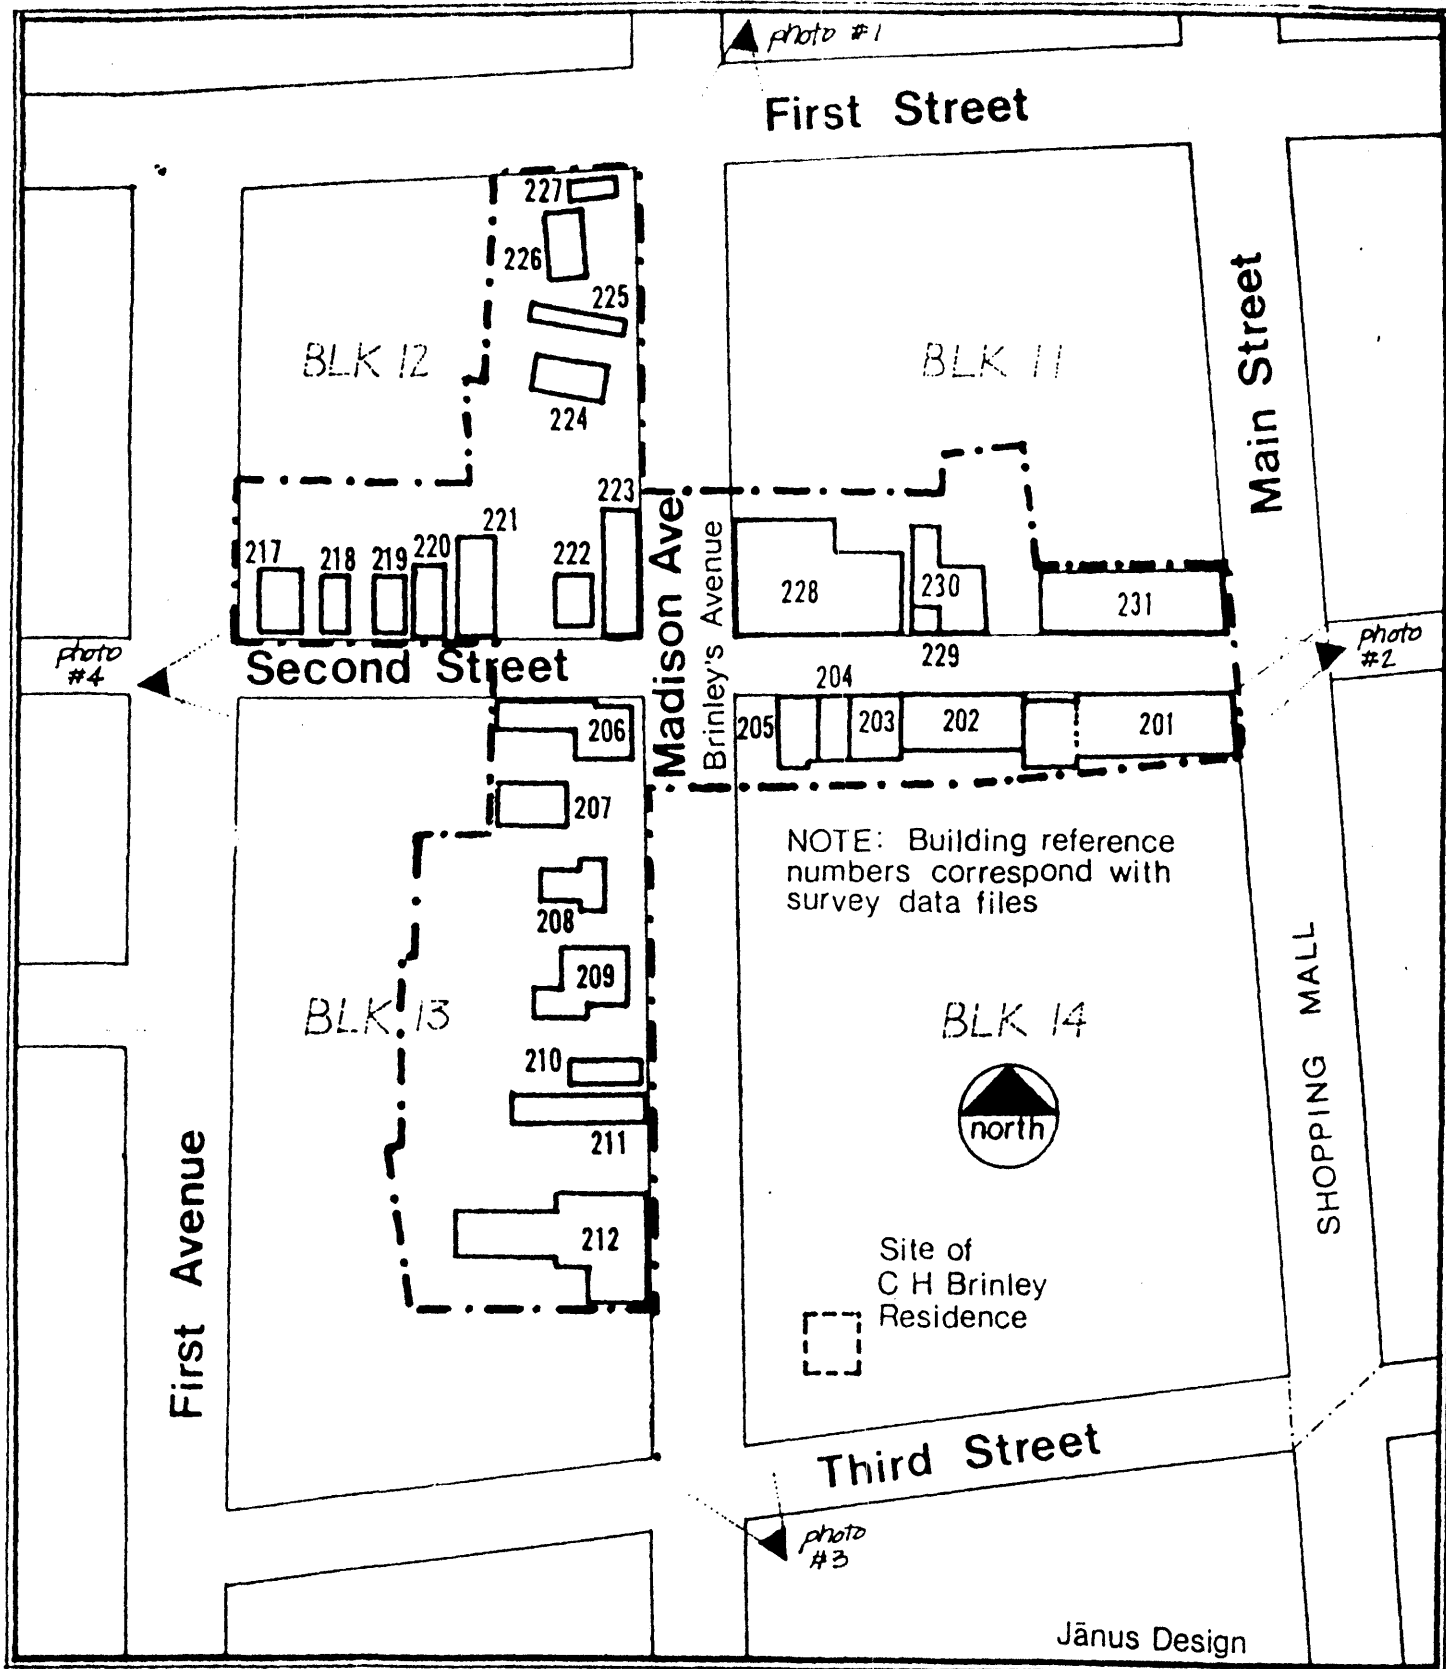 photo #1
First Street
227
226
225
BLK 12
BLK 11
224
Main Street
223
221
217
218
219
220
222
Madison Ave
Brinley's Avenue
228
230
231
photo
#4
Second Street
229
photo
#2
204
206
205
203
202
201
207
NOTE: Building reference
numbers correspond with
survey data files
208
209
BLK 13
BLK 14
SHOPPING MALL
210
north
211
First Avenue
212
Site of
C H Brinley
Residence
Third Street
photo
#3
Jānus Design